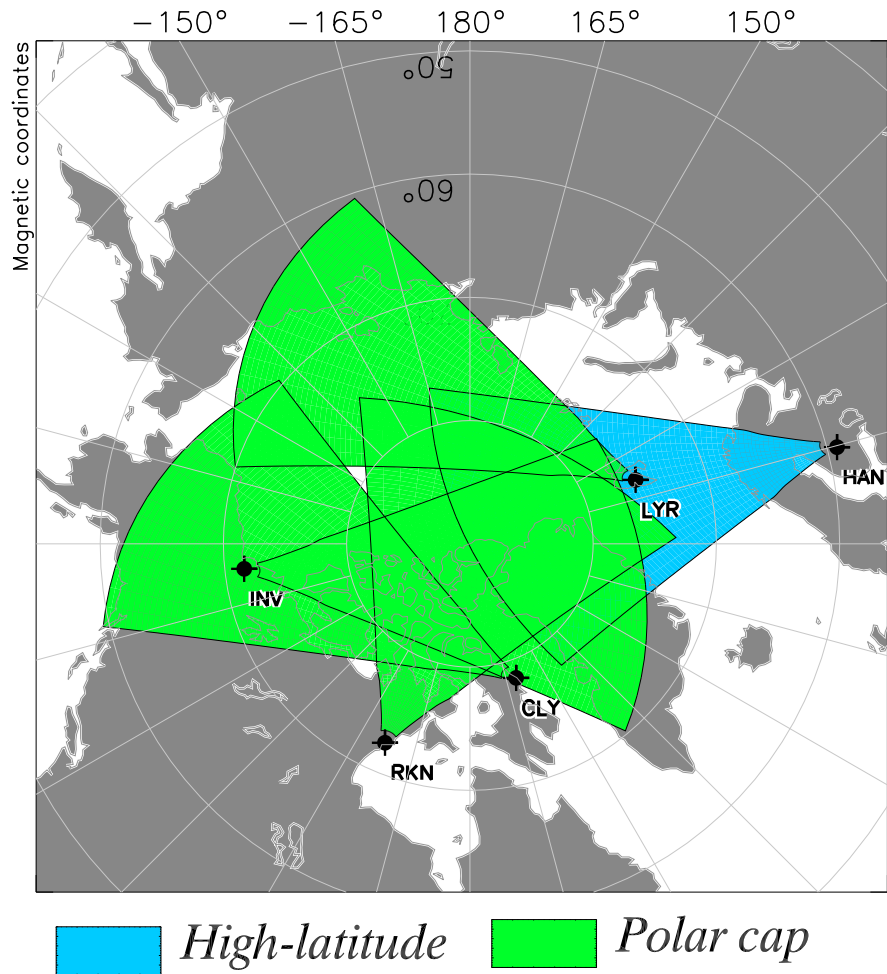 −150° −165° 180° 165° 150°
Magnetic coordinates
50°
60°
HAN
LYR
INV
CLY
RKN
High-latitude
Polar cap